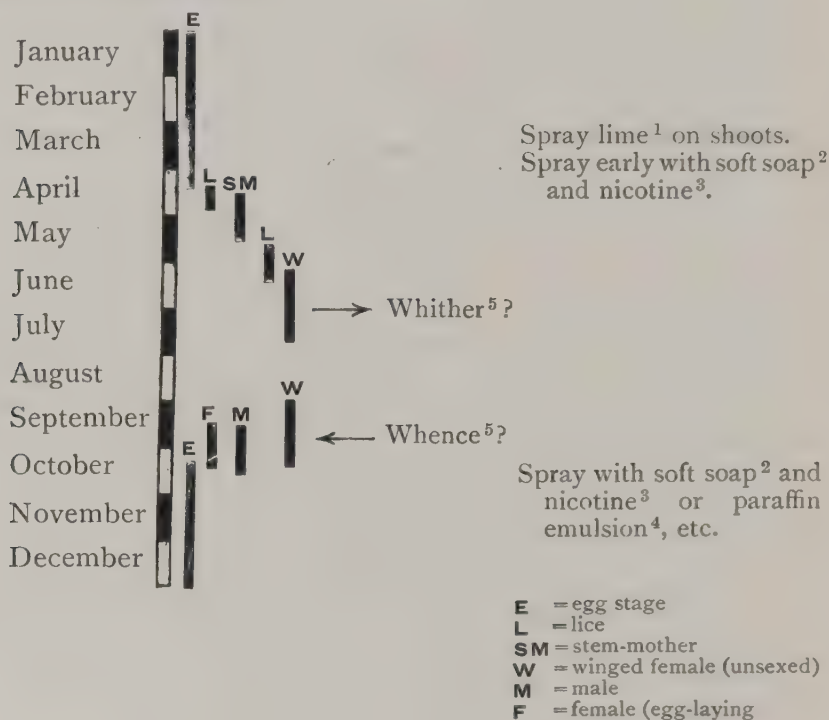 E
January
February
March
Spray lime¹ on shoots.
Spray early with soft soap²
and nicotine³.
L
SM
April
May
L
W
June
Whither⁵?
July
August
W
September
F
M
Whence⁵?
E
October
Spray with soft soap² and
nicotine³ or paraffin
emulsion⁴, etc.
November
December
E =egg stage
L =lice
SM =stem-mother
W =winged female (unsexed)
M =male
F =female (egg-laying